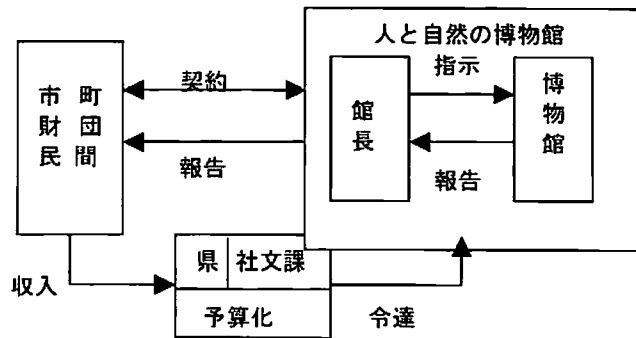 人と自然の博物館
市町
財団
民間
契約
報告
館長
指示
報告
博物館
収入
県 社文課
予算化
令達